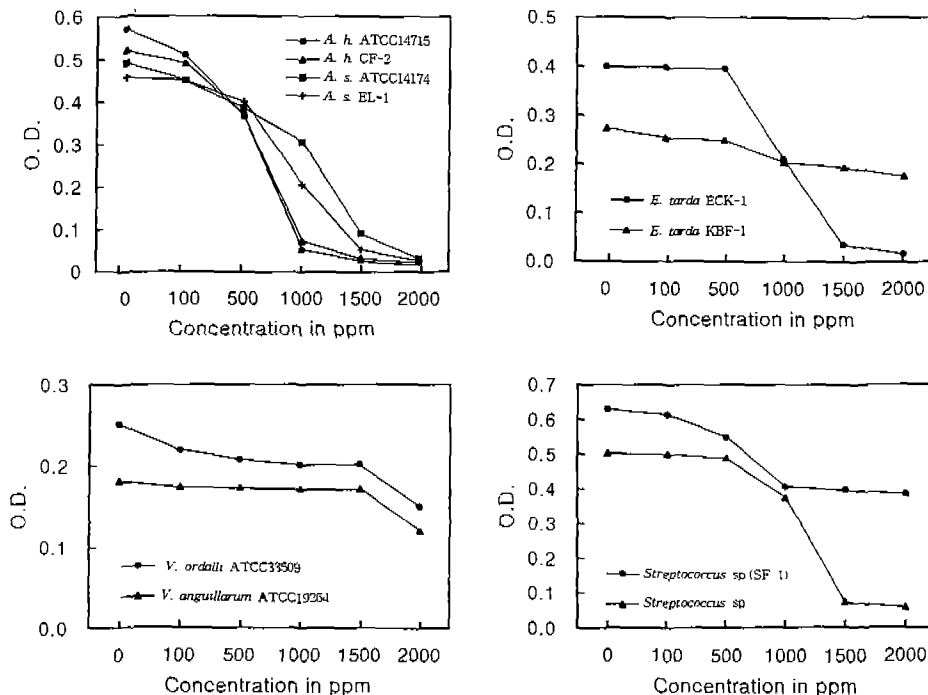 0.6
0.5
0.4
0.3
0.2
0.1
0
O. D.
A. h. ATCC14715
A. h. CF-2
A. s. ATCC14174
A. s. EL-1
0 100 500 1000 1500 2000
Concentration in ppm
0.5
0.4
0.3
0.2
0.1
0.0
O. D.
E. tarda ECK-1
E. tarda KBF-1
0 100 500 1000 1500 2000
Concentration in ppm
0.3
0.2
0.1
0.0
O.D.
V. ordalli ATCC33509
V. anguillarum ATCC19264
0 100 500 1000 1500 2000
Concentration in ppm
0.7
0.6
0.5
0.4
0.3
0.2
0.1
0.0
O.D.
Streptococcus sp (SF 1)
Streptococcus sp
0 100 500 1000 1500 2000
Concentration in ppm